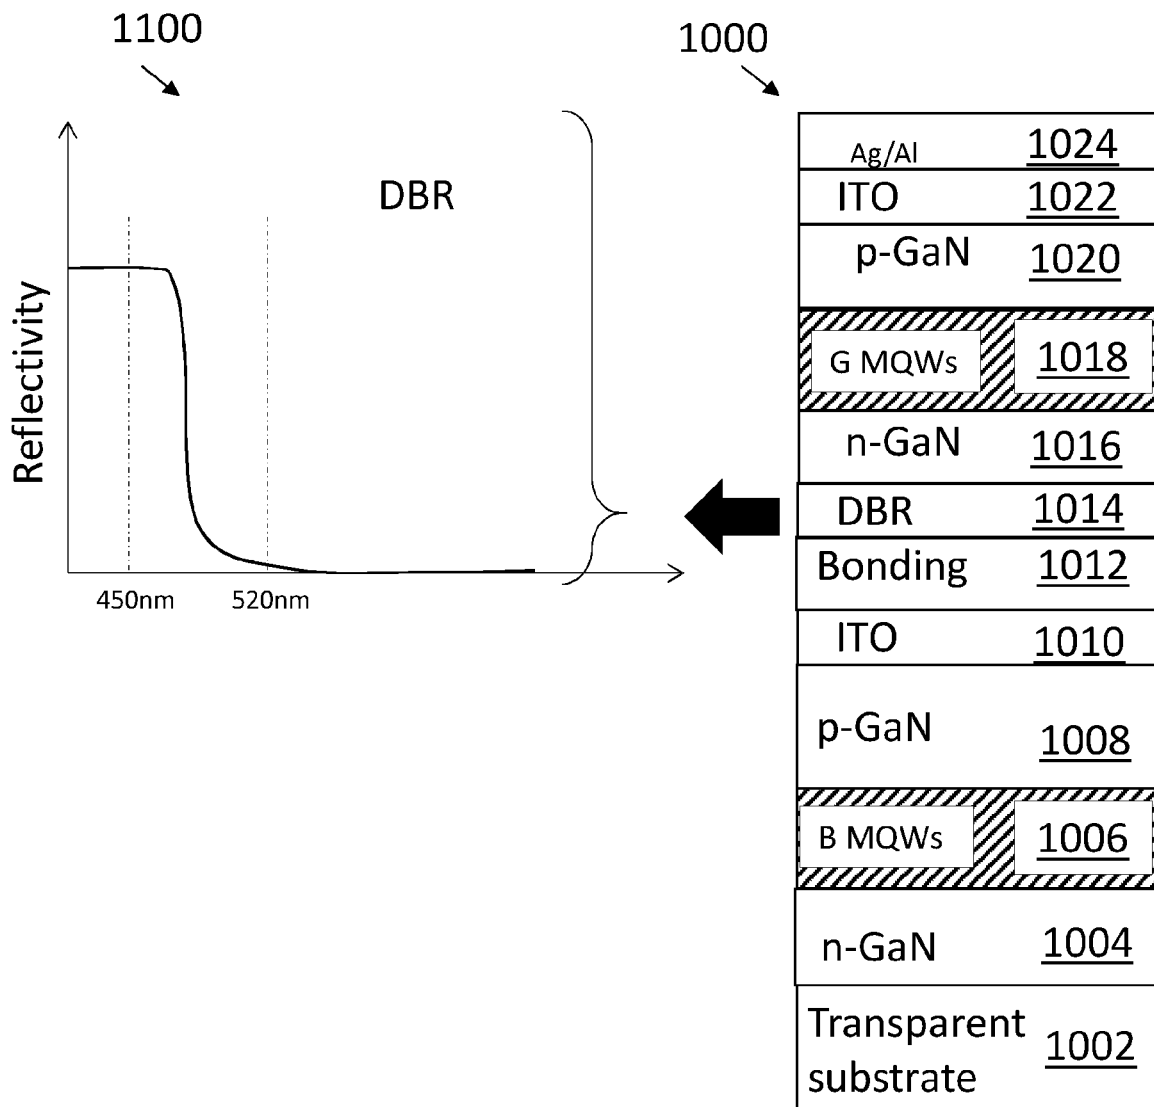 1100
1000
DBR
Reflectivity
450nm 520nm
Ag/Al 1024
ITO 1022
p-GaN 1020
G MQWs 1018
n-GaN 1016
DBR 1014
Bonding 1012
ITO 1010
p-GaN 1008
B MQWs 1006
n-GaN 1004
Transparent
substrate 1002